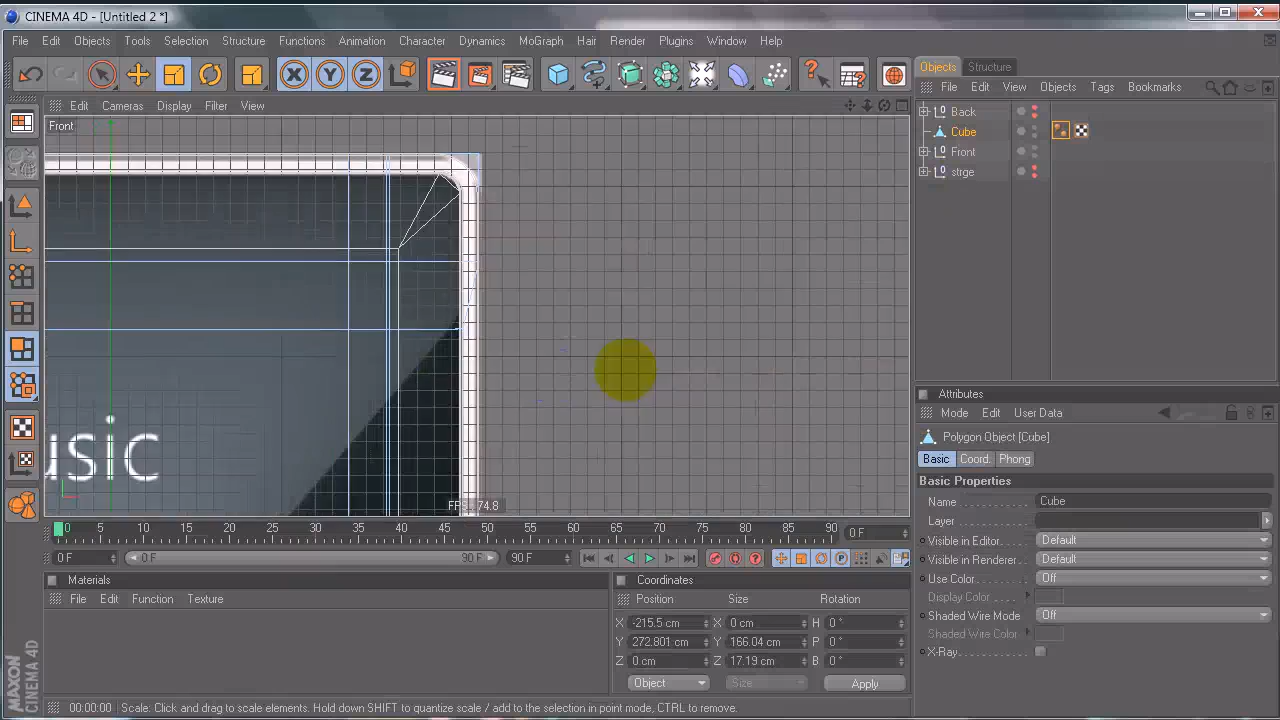 CINEMA 4D - [Untitled 2 *]
File Edit Objects Tools Selection Structure Functions Animation Character Dynamics MoGraph Hair Render Plugins Window Help
Objects Structure
File Edit View Objects Tags Bookmarks
Edit Cameras Display Filter View
Front
Back
Cube
Front
strge
usic
FPS : 74.8
Attributes
Mode Edit User Data
Polygon Object [Cube]
Basic Coord. Phong
Basic Properties
Name Cube
Layer
Visible in Editor Default
Visible in Renderer Default
Use Color Off
Display Color
Shaded Wire Mode Off
Shaded Wire Color
X-Ray
0 5 10 15 20 25 30 35 40 45 50 55 60 65 70 75 80 85 90 0 F
0 F 0 F 90 F 90 F
Materials
File Edit Function Texture
Coordinates
Position Size Rotation
X -215.5 cm X 0 cm H 0 °
Y 272.801 cm Y 166.04 cm P 0 °
Z 0 cm Z 17.19 cm B 0 °
Object Size Apply
MAXON
CINEMA 4D
00:00:00 Scale: Click and drag to scale elements. Hold down SHIFT to quantize scale / add to the selection in point mode, CTRL to remove.